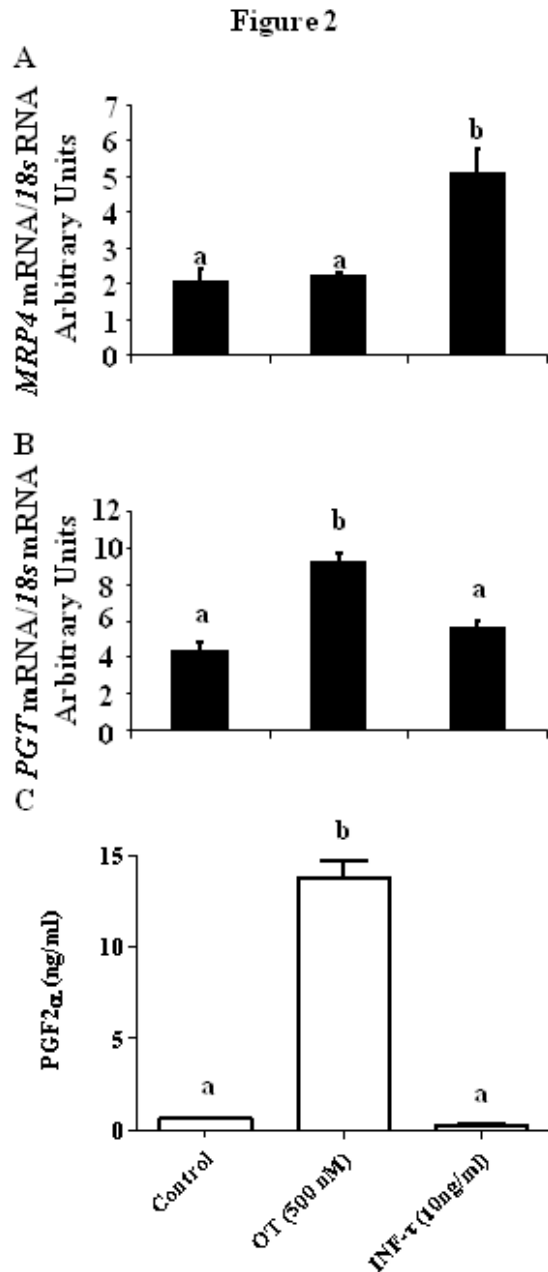 Figure 2
A
MRP4 mRNA/18s RNA
Arbitrary Units
7
6
5
4
3
2
1
0
a
a
b
B
PGT mRNA/18s mRNA
Arbitrary Units
12
10
8
6
4
2
0
a
b
a
C
PGF2α (ng/ml)
15
10
5
0
a
b
a
Control
OT (500 nM)
INF-τ (10ng/ml)